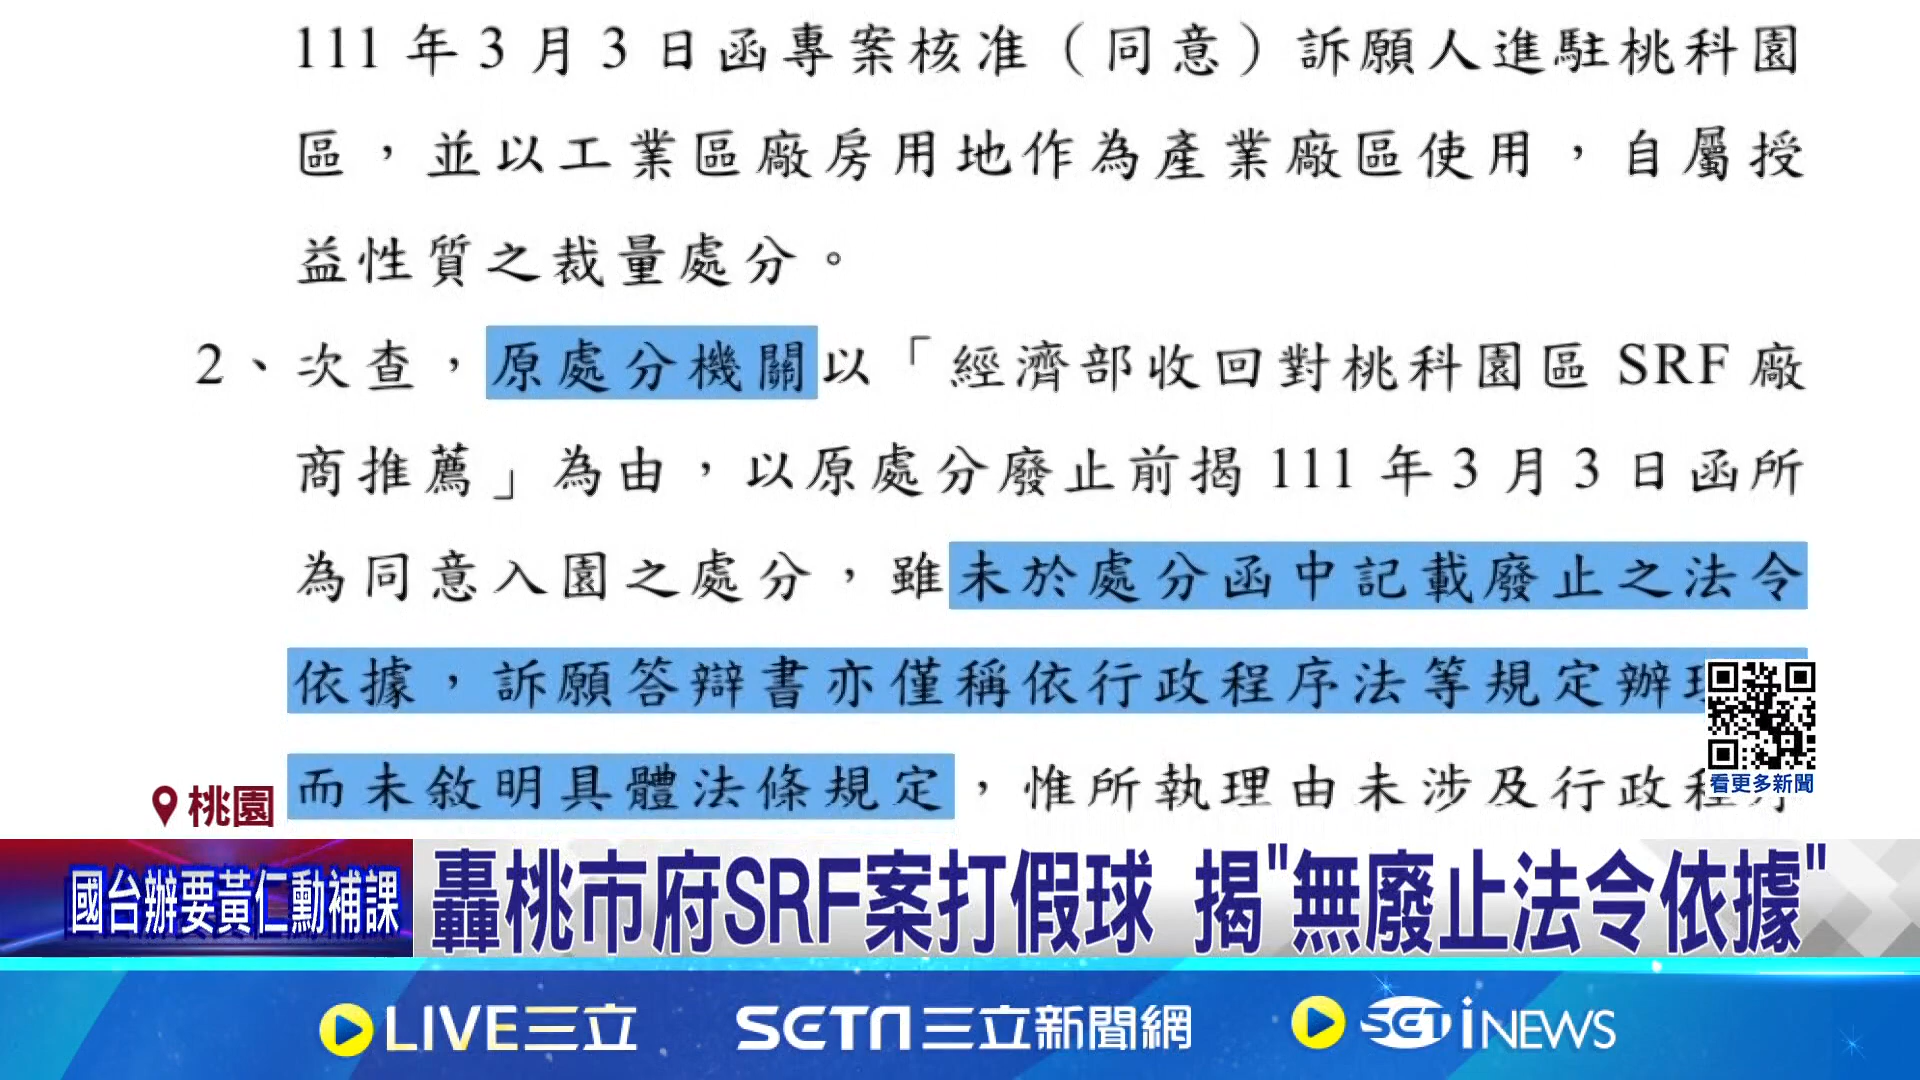 111 年 3 月 3 日函專案核准（同意）訴願人進駐桃科園
區，並以工業區廠房用地作為產業廠區使用，自屬授
益性質之裁量處分。
2、次查，原處分機關以「經濟部收回對桃科園區 SRF 廠
商推薦」為由，以原處分廢止前揭 111 年 3 月 3 日函所
為同意入園之處分，雖未於處分函中記載廢止之法令
依據，訴願答辯書亦僅稱依行政程序法等規定辦
而未敘明具體法條規定，惟所執理由未涉及行政程
看更多新聞
桃園
國台辦要黃仁勳補課
轟桃市府SRF案打假球 揭"無廢止法令依據"
LIVE三立 SETN三立新聞網 SETiNEWS